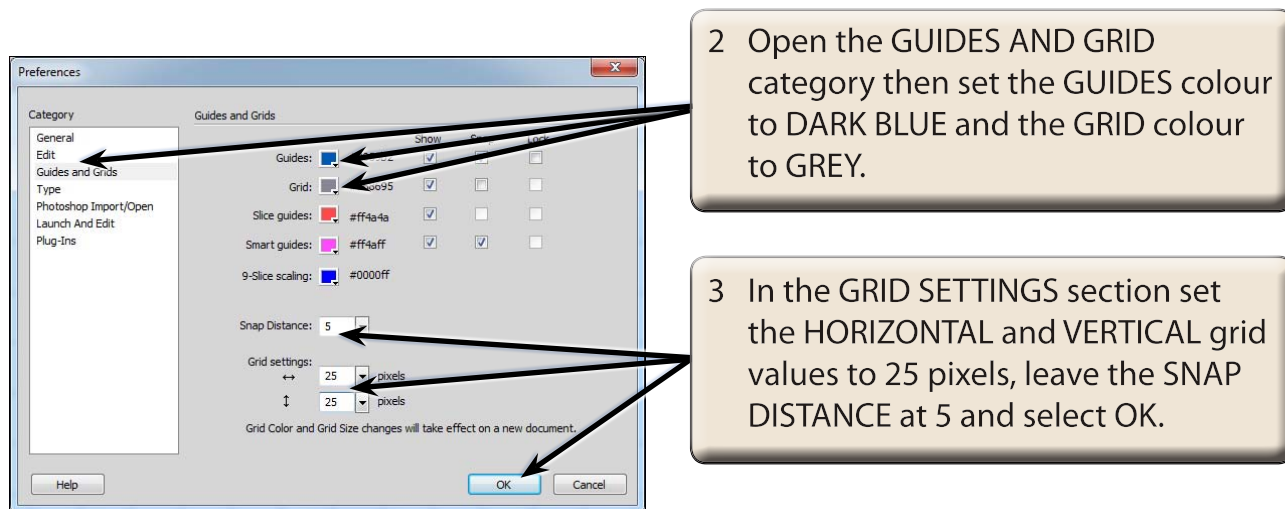 Preferences
Category
General
Edit
Guides and Grids
Type
Photoshop Import/Open
Launch And Edit
Plug-Ins
Guides and Grids
Show
Guides:
Grid:
Slice guides: #ff4a4a
Smart guides: #ff4aff
9-Slice scaling: #0000ff
Snap Distance: 5
Grid settings:
↔ 25 pixels
↕ 25 pixels
Grid Color and Grid Size changes will take effect on a new document.
Help
OK
Cancel
2 Open the GUIDES AND GRID
category then set the GUIDES colour
to DARK BLUE and the GRID colour
to GREY.
3 In the GRID SETTINGS section set
the HORIZONTAL and VERTICAL grid
values to 25 pixels, leave the SNAP
DISTANCE at 5 and select OK.